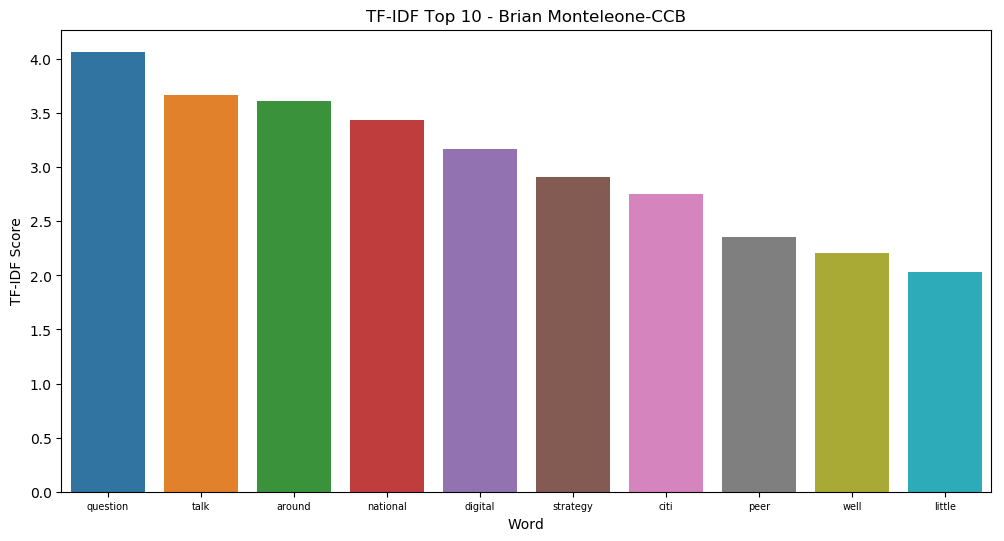 TF-IDF Top 10 - Brian Monteleone-CCB
TF-IDF Score
4.0
3.5
3.0
2.5
2.0
1.5
1.0
0.5
0.0
question talk around national digital strategy citi peer well little
Word